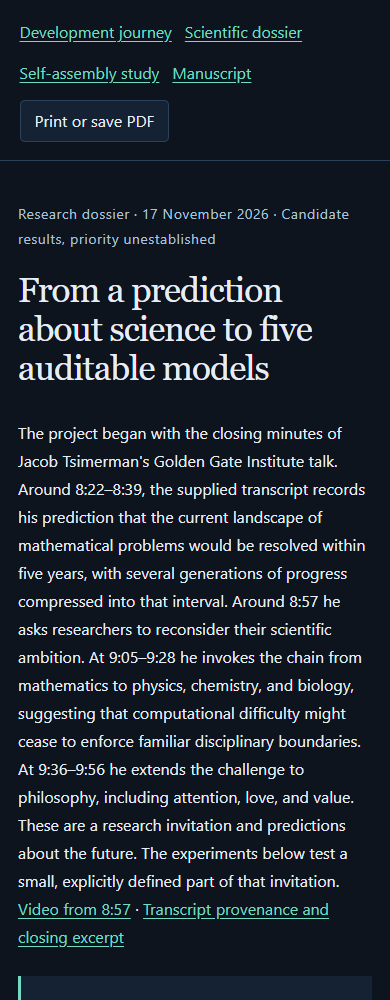 Development journey Scientific dossier
Self-assembly study Manuscript
Print or save PDF
Research dossier · 17 November 2026 · Candidate
results, priority unestablished
From a prediction
about science to five
auditable models
The project began with the closing minutes of
Jacob Tsimerman's Golden Gate Institute talk.
Around 8:22–8:39, the supplied transcript records
his prediction that the current landscape of
mathematical problems would be resolved within
five years, with several generations of progress
compressed into that interval. Around 8:57 he
asks researchers to reconsider their scientific
ambition. At 9:05–9:28 he invokes the chain from
mathematics to physics, chemistry, and biology,
suggesting that computational difficulty might
cease to enforce familiar disciplinary boundaries.
At 9:36–9:56 he extends the challenge to
philosophy, including attention, love, and value.
These are a research invitation and predictions
about the future. The experiments below test a
small, explicitly defined part of that invitation.
Video from 8:57 · Transcript provenance and
closing excerpt